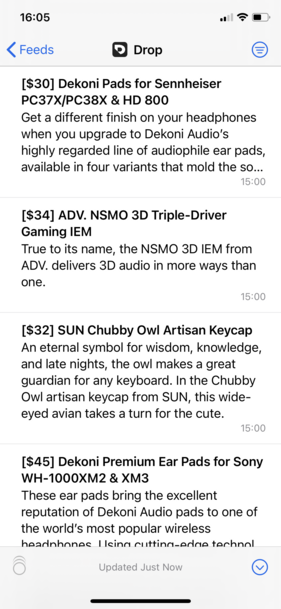 16:05
Feeds
Drop
[$30] Dekoni Pads for Sennheiser
PC37X/PC38X & HD 800
Get a different finish on your headphones
when you upgrade to Dekoni Audio's
highly regarded line of audiophile ear pads,
available in four variants that mold the so...
15:00
[$34] ADV. NSMO 3D Triple-Driver
Gaming IEM
True to its name, the NSMO 3D IEM from
ADV. delivers 3D audio in more ways than
one.
15:00
[$32] SUN Chubby Owl Artisan Keycap
An eternal symbol for wisdom, knowledge,
and late nights, the owl makes a great
guardian for any keyboard. In the Chubby
Owl artisan keycap from SUN, this wide-
eyed avian takes a turn for the cute.
15:00
[$45] Dekoni Premium Ear Pads for Sony
WH-1000XM2 & XM3
These ear pads bring the excellent
reputation of Dekoni Audio pads to one of
the world's most popular wireless
headphones. Using cutting-edge technol
Updated Just Now